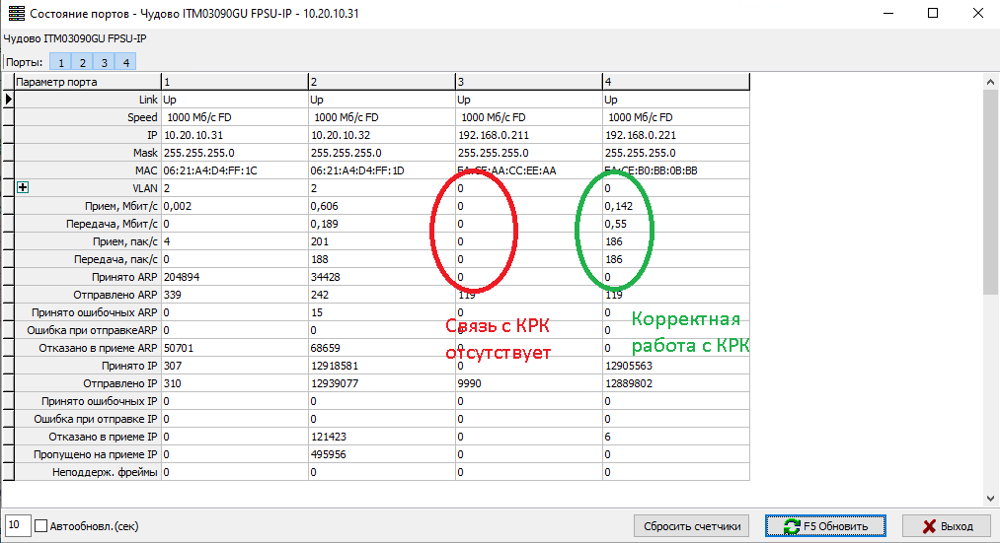 Состояние портов - Чудово ITM03090GU FPSU-IP - 10.20.10.31
Чудово ITM03090GU FPSU-IP
Порты: 1 2 3 4
Параметр порта 1 2 3 4
Link Up Up Up Up
Speed 1000 Мб/с FD 1000 Мб/с FD 1000 Мб/с FD 1000 Мб/с FD
IP 10.20.10.31 10.20.10.32 192.168.0.211 192.168.0.221
Mask 255.255.255.0 255.255.255.0 255.255.255.0 255.255.255.0
MAC 06:21:A4:D4:FF:1C 06:21:A4:D4:FF:1D EA:CE:AA:CC:EE:AA EA:CE:B0:BB:0B:BB
VLAN 2 2 0 0
Прием, Мбит/с 0,002 0,606 0 0,142
Передача, Мбит/с 0 0,189 0 0,55
Прием, пак/с 4 201 0 186
Передача, пак/с 0 188 0 186
Принято ARP 204894 34428 0 0
Отправлено ARP 339 242 119 119
Принято ошибочных ARP 0 15 0 0
Ошибка при отправкеARP 0 0 0 0
Отказано в приеме ARP 50701 68659 0 0
Принято IP 307 12918581 0 12905563
Отправлено IP 310 12939077 9990 12889802
Принято ошибочных IP 0 0 0 0
Ошибка при отправке IP 0 0 0 0
Отказано в приеме IP 0 121423 0 6
Пропущено на приеме IP 0 495956 0 0
Неподдерж. фреймы 0 0 0 0
Связь с КРК
отсутствует
Корректная
работа с КРК
10 Автообновл.(сек) Сбросить счетчики F5 Обновить Выход